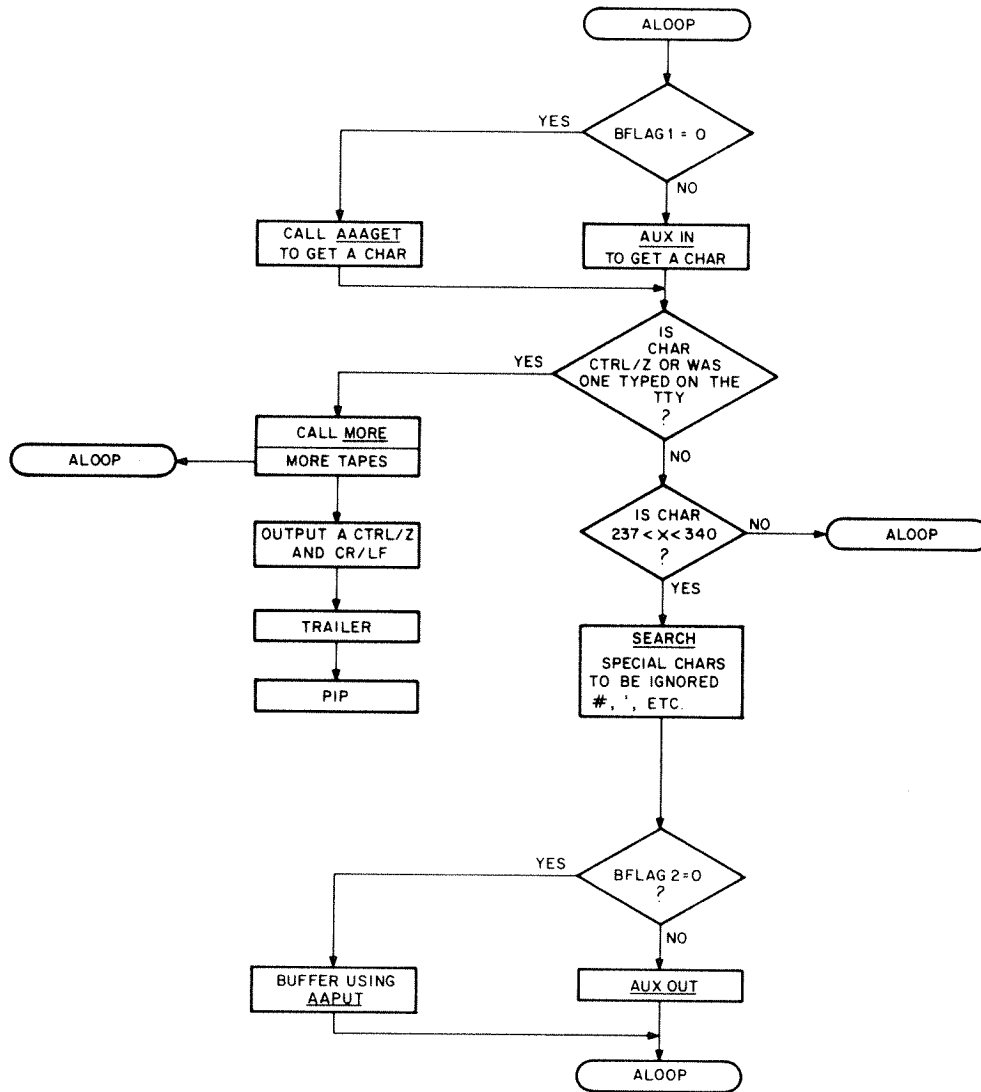 ALOOP
BFLAG 1 = 0
YES
NO
CALL AAAGET
TO GET A CHAR
AUX IN
TO GET A CHAR
IS
CHAR
CTRL/Z OR WAS
ONE TYPED ON THE
TTY
?
YES
NO
CALL MORE
MORE TAPES
ALOOP
OUTPUT A CTRL/Z
AND CR/LF
TRAILER
PIP
IS CHAR
237 < X < 340
?
NO
ALOOP
YES
SEARCH
SPECIAL CHARS
TO BE IGNORED
#, ', ETC.
BFLAG 2=0
?
YES
NO
BUFFER USING
AAPUT
AUX OUT
ALOOP